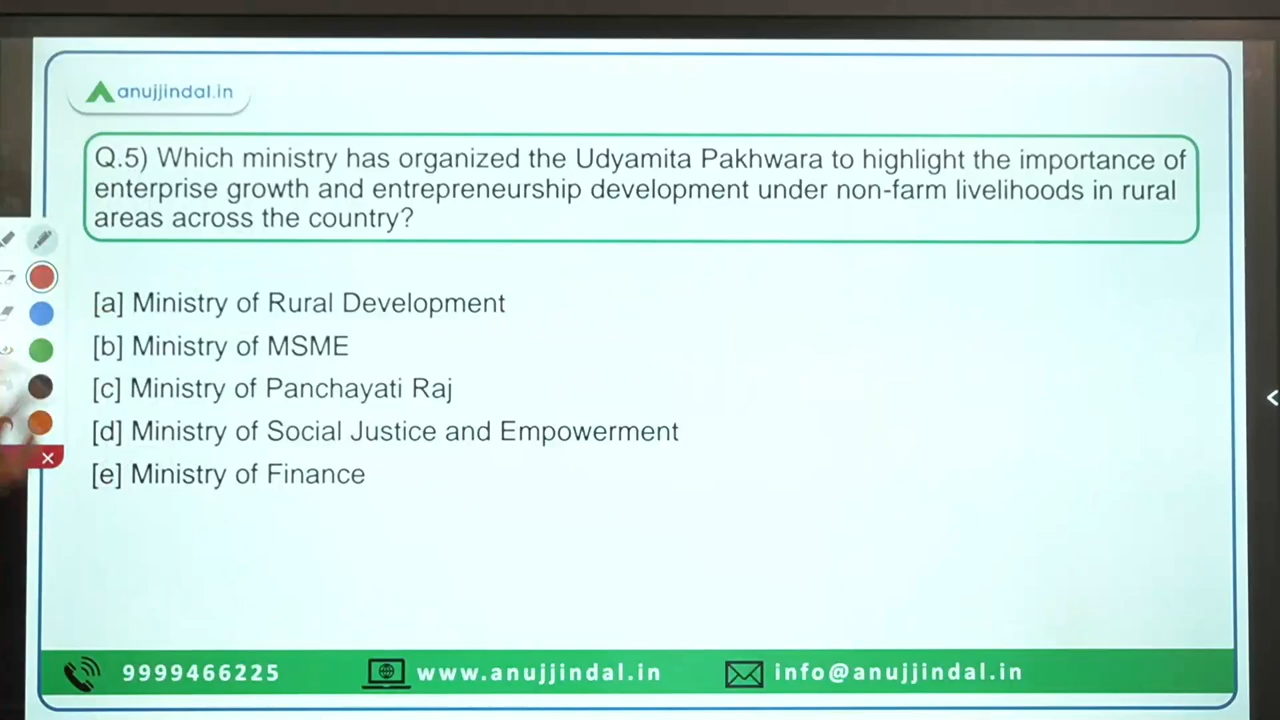 anujjindal.in
Q.5) Which ministry has organized the Udyamita Pakhwara to highlight the importance of
enterprise growth and entrepreneurship development under non-farm livelihoods in rural
areas across the country?
[a] Ministry of Rural Development
[b] Ministry of MSME
[c] Ministry of Panchayati Raj
[d] Ministry of Social Justice and Empowerment
[e] Ministry of Finance
9999466225 www.anujjindal.in info@anujjindal.in